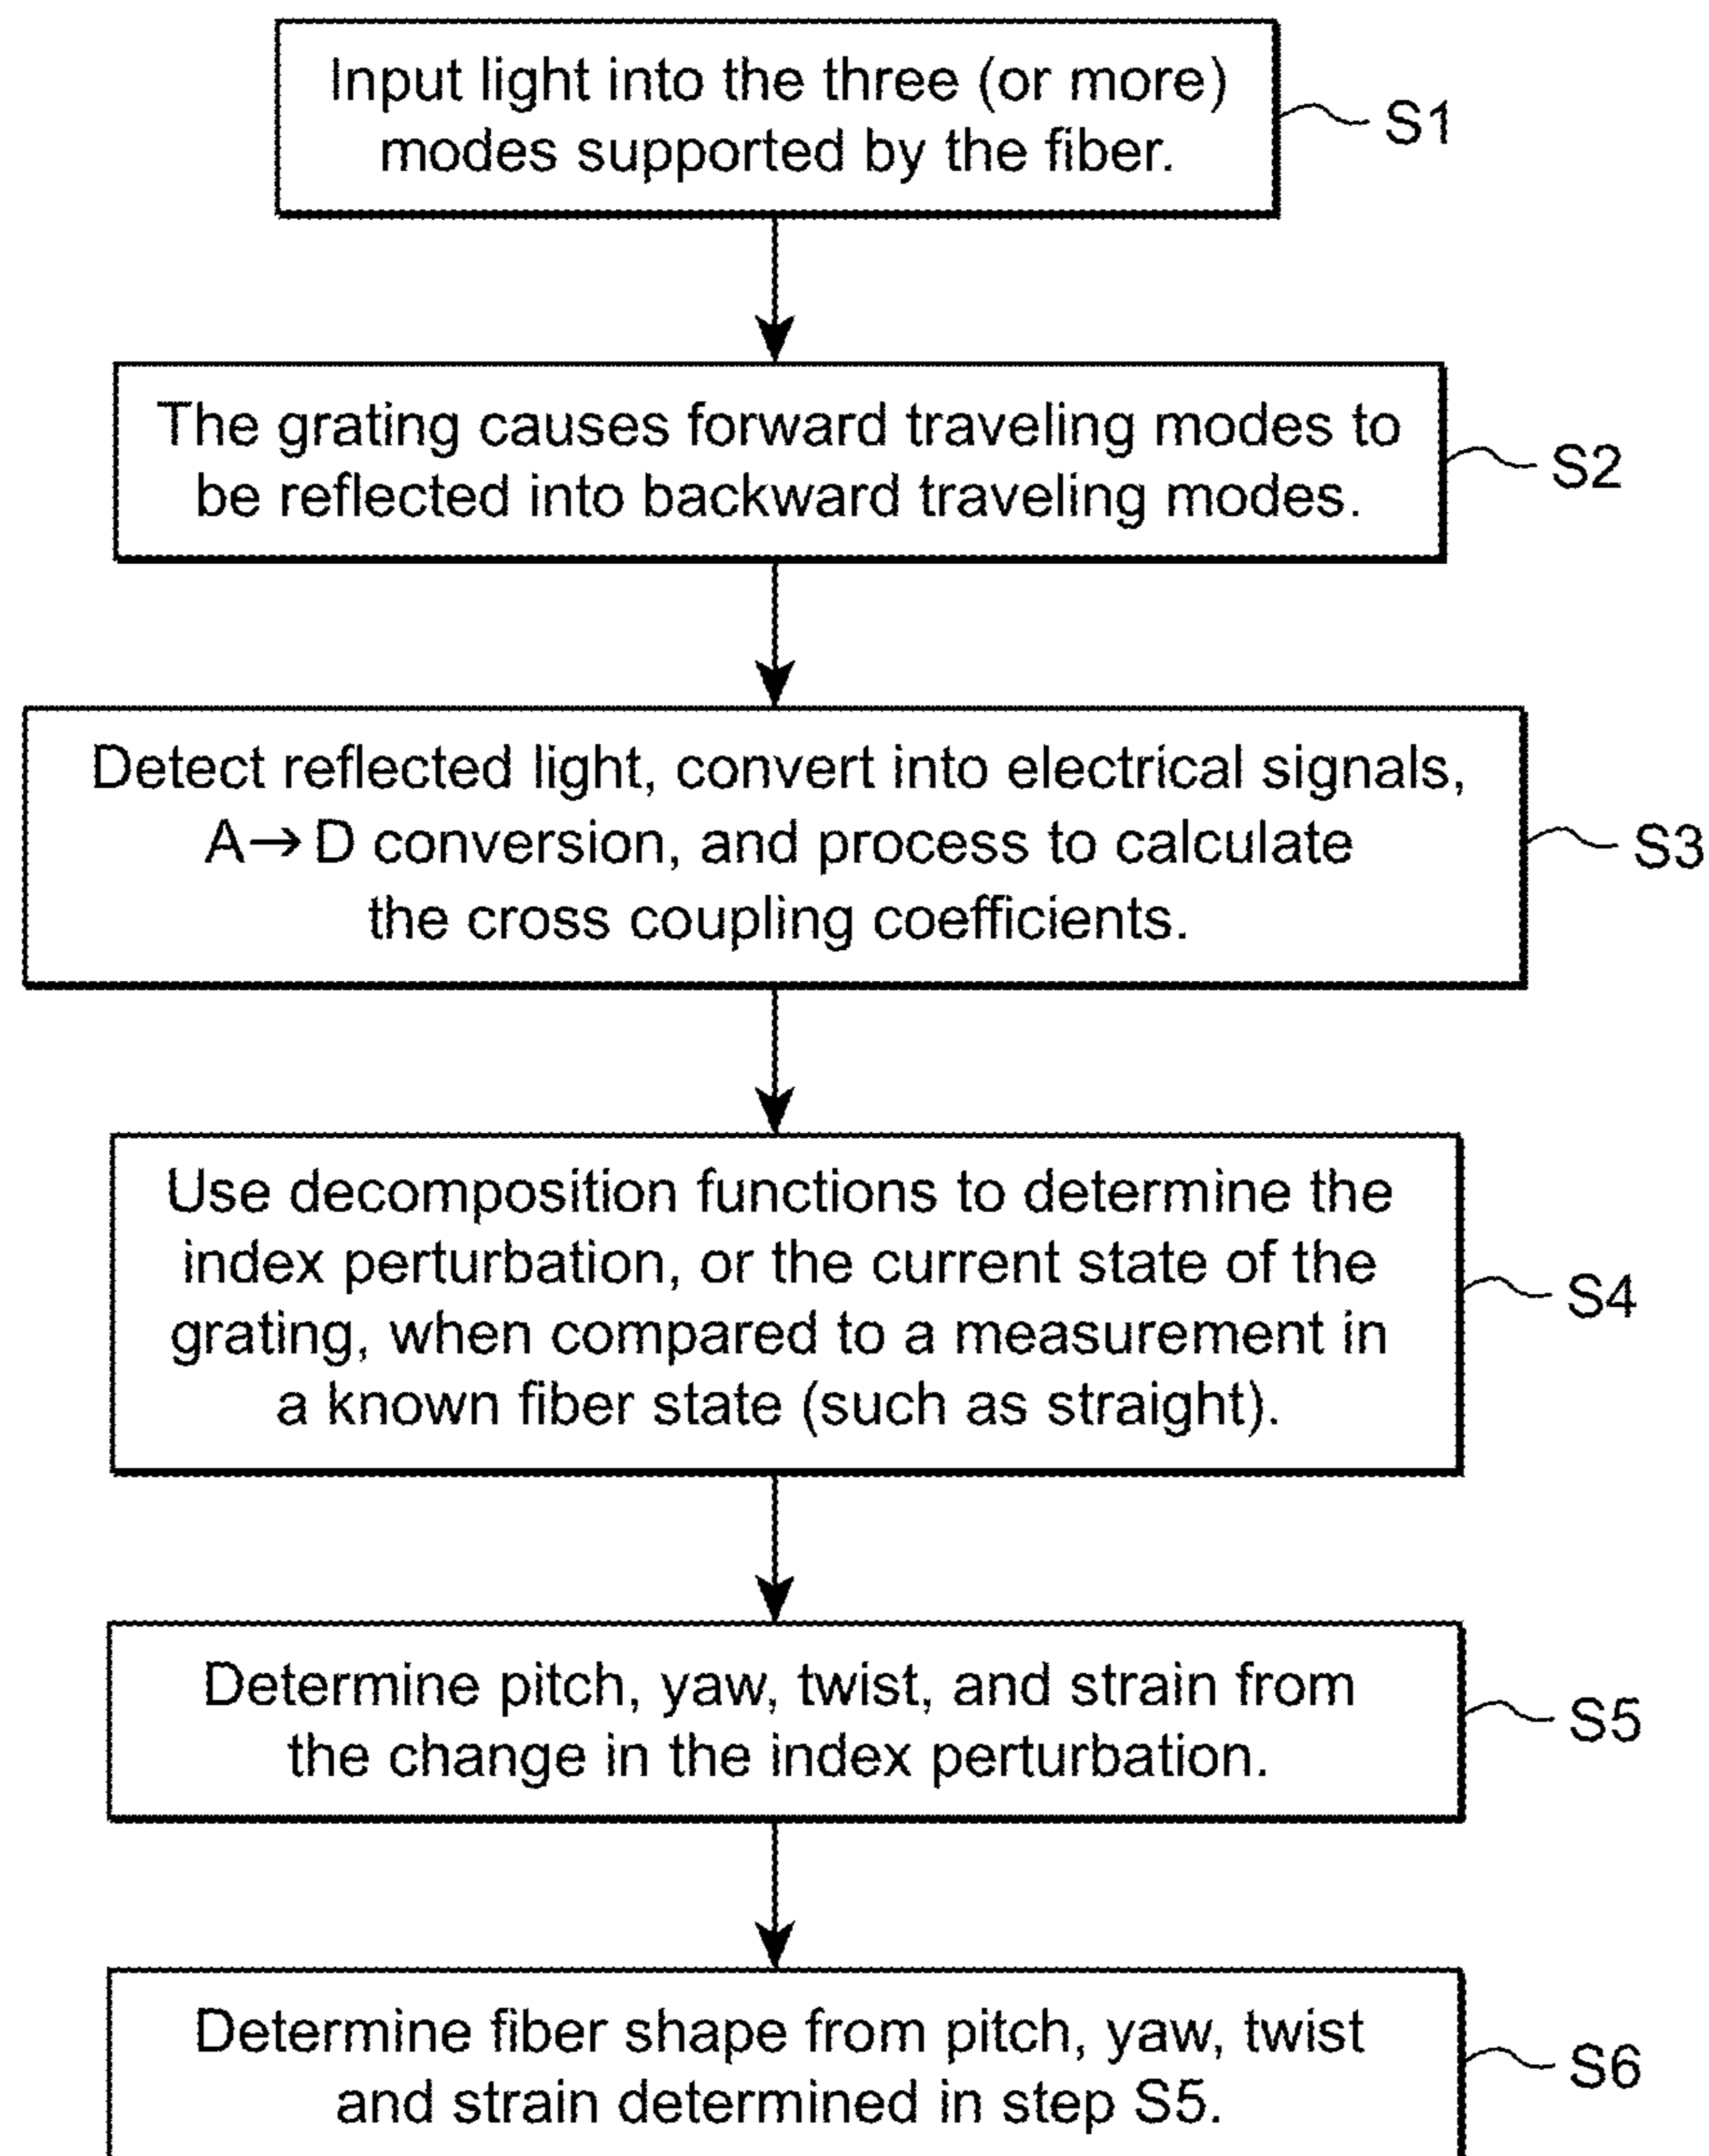 Input light into the three (or more)
modes supported by the fiber.
S1
The grating causes forward traveling modes to
be reflected into backward traveling modes.
S2
Detect reflected light, convert into electrical signals,
A→D conversion, and process to calculate
the cross coupling coefficients.
S3
Use decomposition functions to determine the
index perturbation, or the current state of the
grating, when compared to a measurement in
a known fiber state (such as straight).
S4
Determine pitch, yaw, twist, and strain from
the change in the index perturbation.
S5
Determine fiber shape from pitch, yaw, twist
and strain determined in step S5.
S6